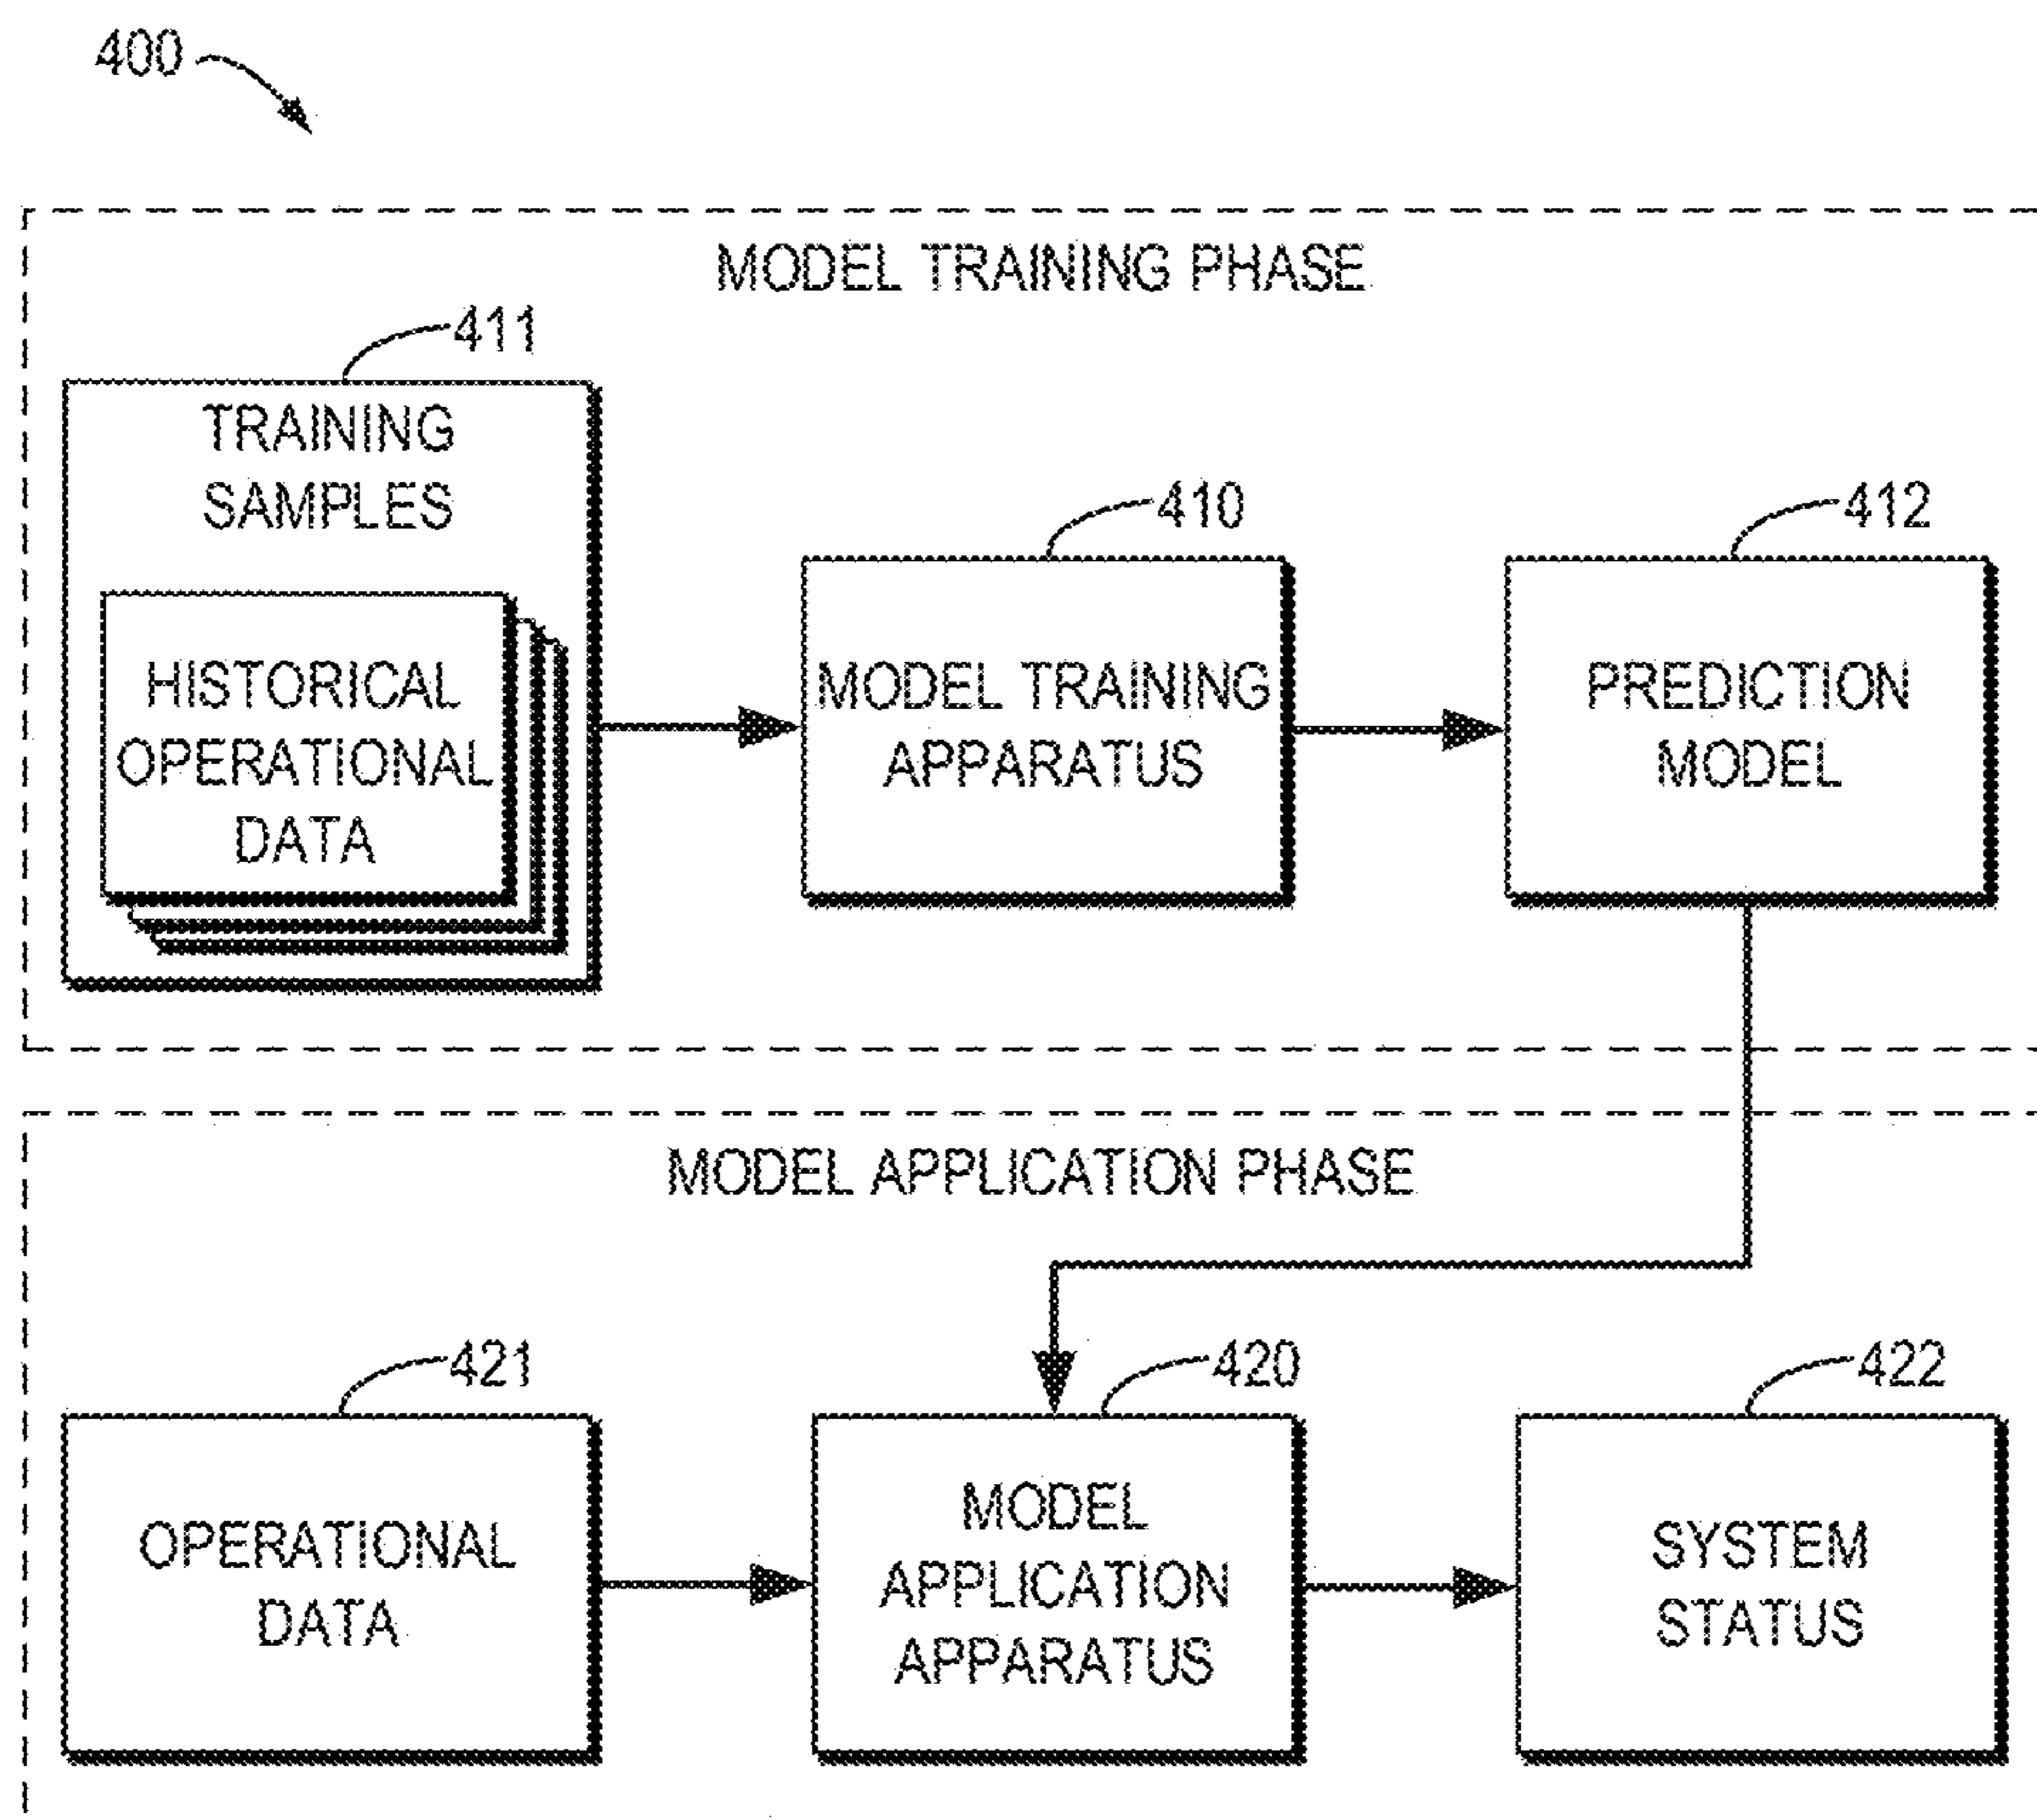 400
MODEL TRAINING PHASE
411
TRAINING
SAMPLES
HISTORICAL
OPERATIONAL
DATA
410
MODEL TRAINING
APPARATUS
412
PREDICTION
MODEL
MODEL APPLICATION PHASE
421
OPERATIONAL
DATA
420
MODEL
APPLICATION
APPARATUS
422
SYSTEM
STATUS